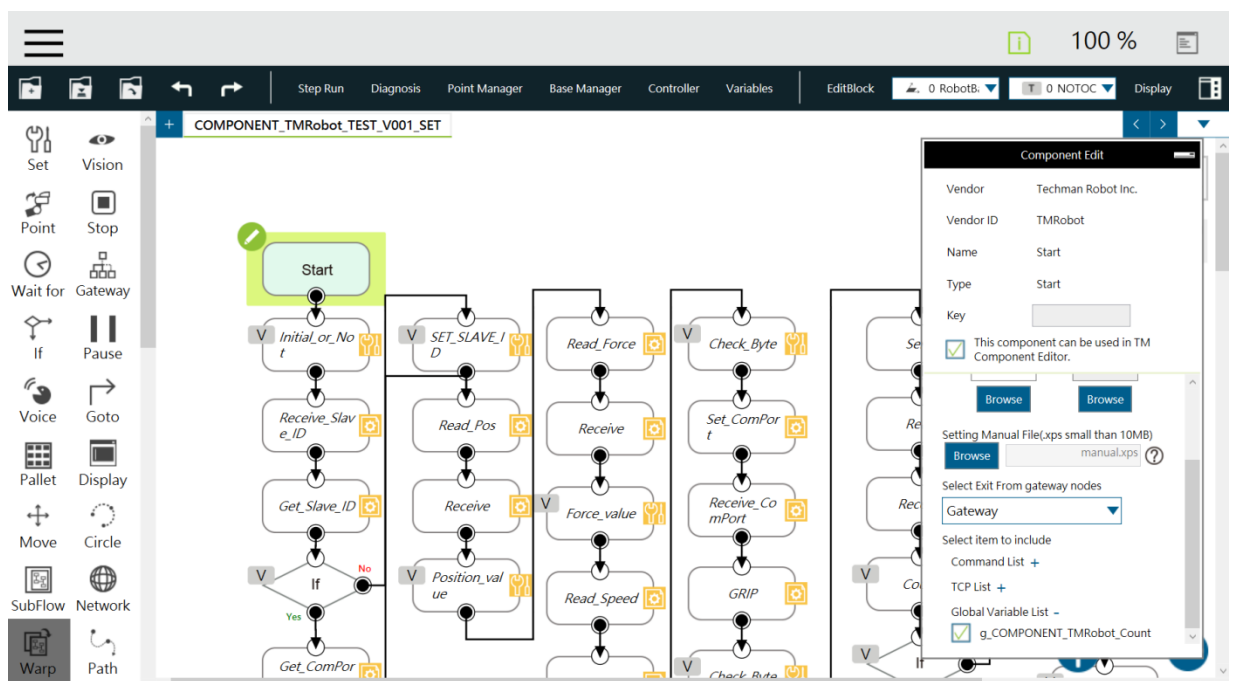 100 %
Step Run
Diagnosis
Point Manager
Base Manager
Controller
Variables
EditBlock
0 RobotB.
T 0 NOTOC
Display
+ COMPONENT_TMRobot_TEST_V001_SET
Set
Vision
Point
Stop
Wait for
Gateway
If
Pause
Voice
Goto
Pallet
Display
Move
Circle
SubFlow
Network
Warp
Path
Start
V
Initial_or_No
t
Receive_Slav
e_ID
Get_Slave_ID
V
If
No
Yes
Get_ComPor
V
SET_SLAVE_I
D
Read_Pos
Receive
V
Position_val
ue
Read_Force
Receive
V
Force_value
Read_Speed
V
Check_Byte
Set_ComPor
t
Receive_Co
mPort
GRIP
V
Check_Byte
Se
Re
Rec
V
Co
V
If
Component Edit
Vendor
Techman Robot Inc.
Vendor ID
TMRobot
Name
Start
Type
Start
Key
This component can be used in TM
Component Editor.
Browse
Browse
Setting Manual File(.xps small than 10MB)
Browse
manual.xps
Select Exit From gateway nodes
Gateway
Select item to include
Command List +
TCP List +
Global Variable List -
g_COMPONENT_TMRobot_Count